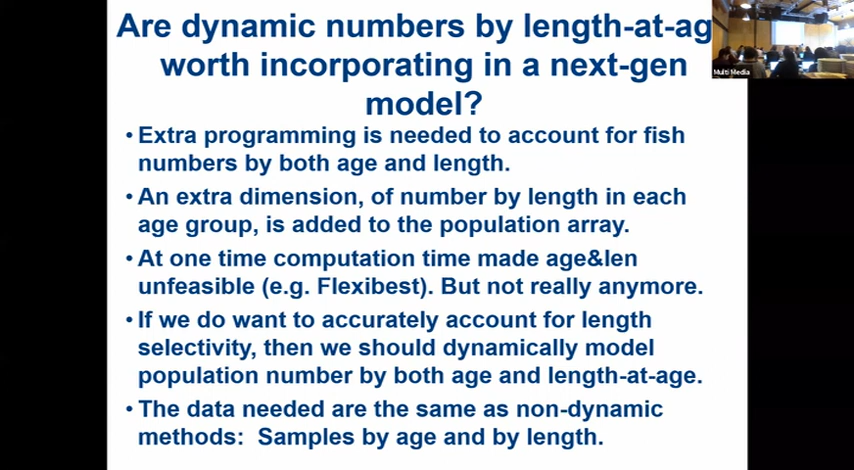 Are dynamic numbers by length-at-ag
worth incorporating in a next-gen
model?
• Extra programming is needed to account for fish
numbers by both age and length.
• An extra dimension, of number by length in each
age group, is added to the population array.
• At one time computation time made age&len
unfeasible (e.g. Flexibest). But not really anymore.
• If we do want to accurately account for length
selectivity, then we should dynamically model
population number by both age and length-at-age.
• The data needed are the same as non-dynamic
methods: Samples by age and by length.
Multi Media